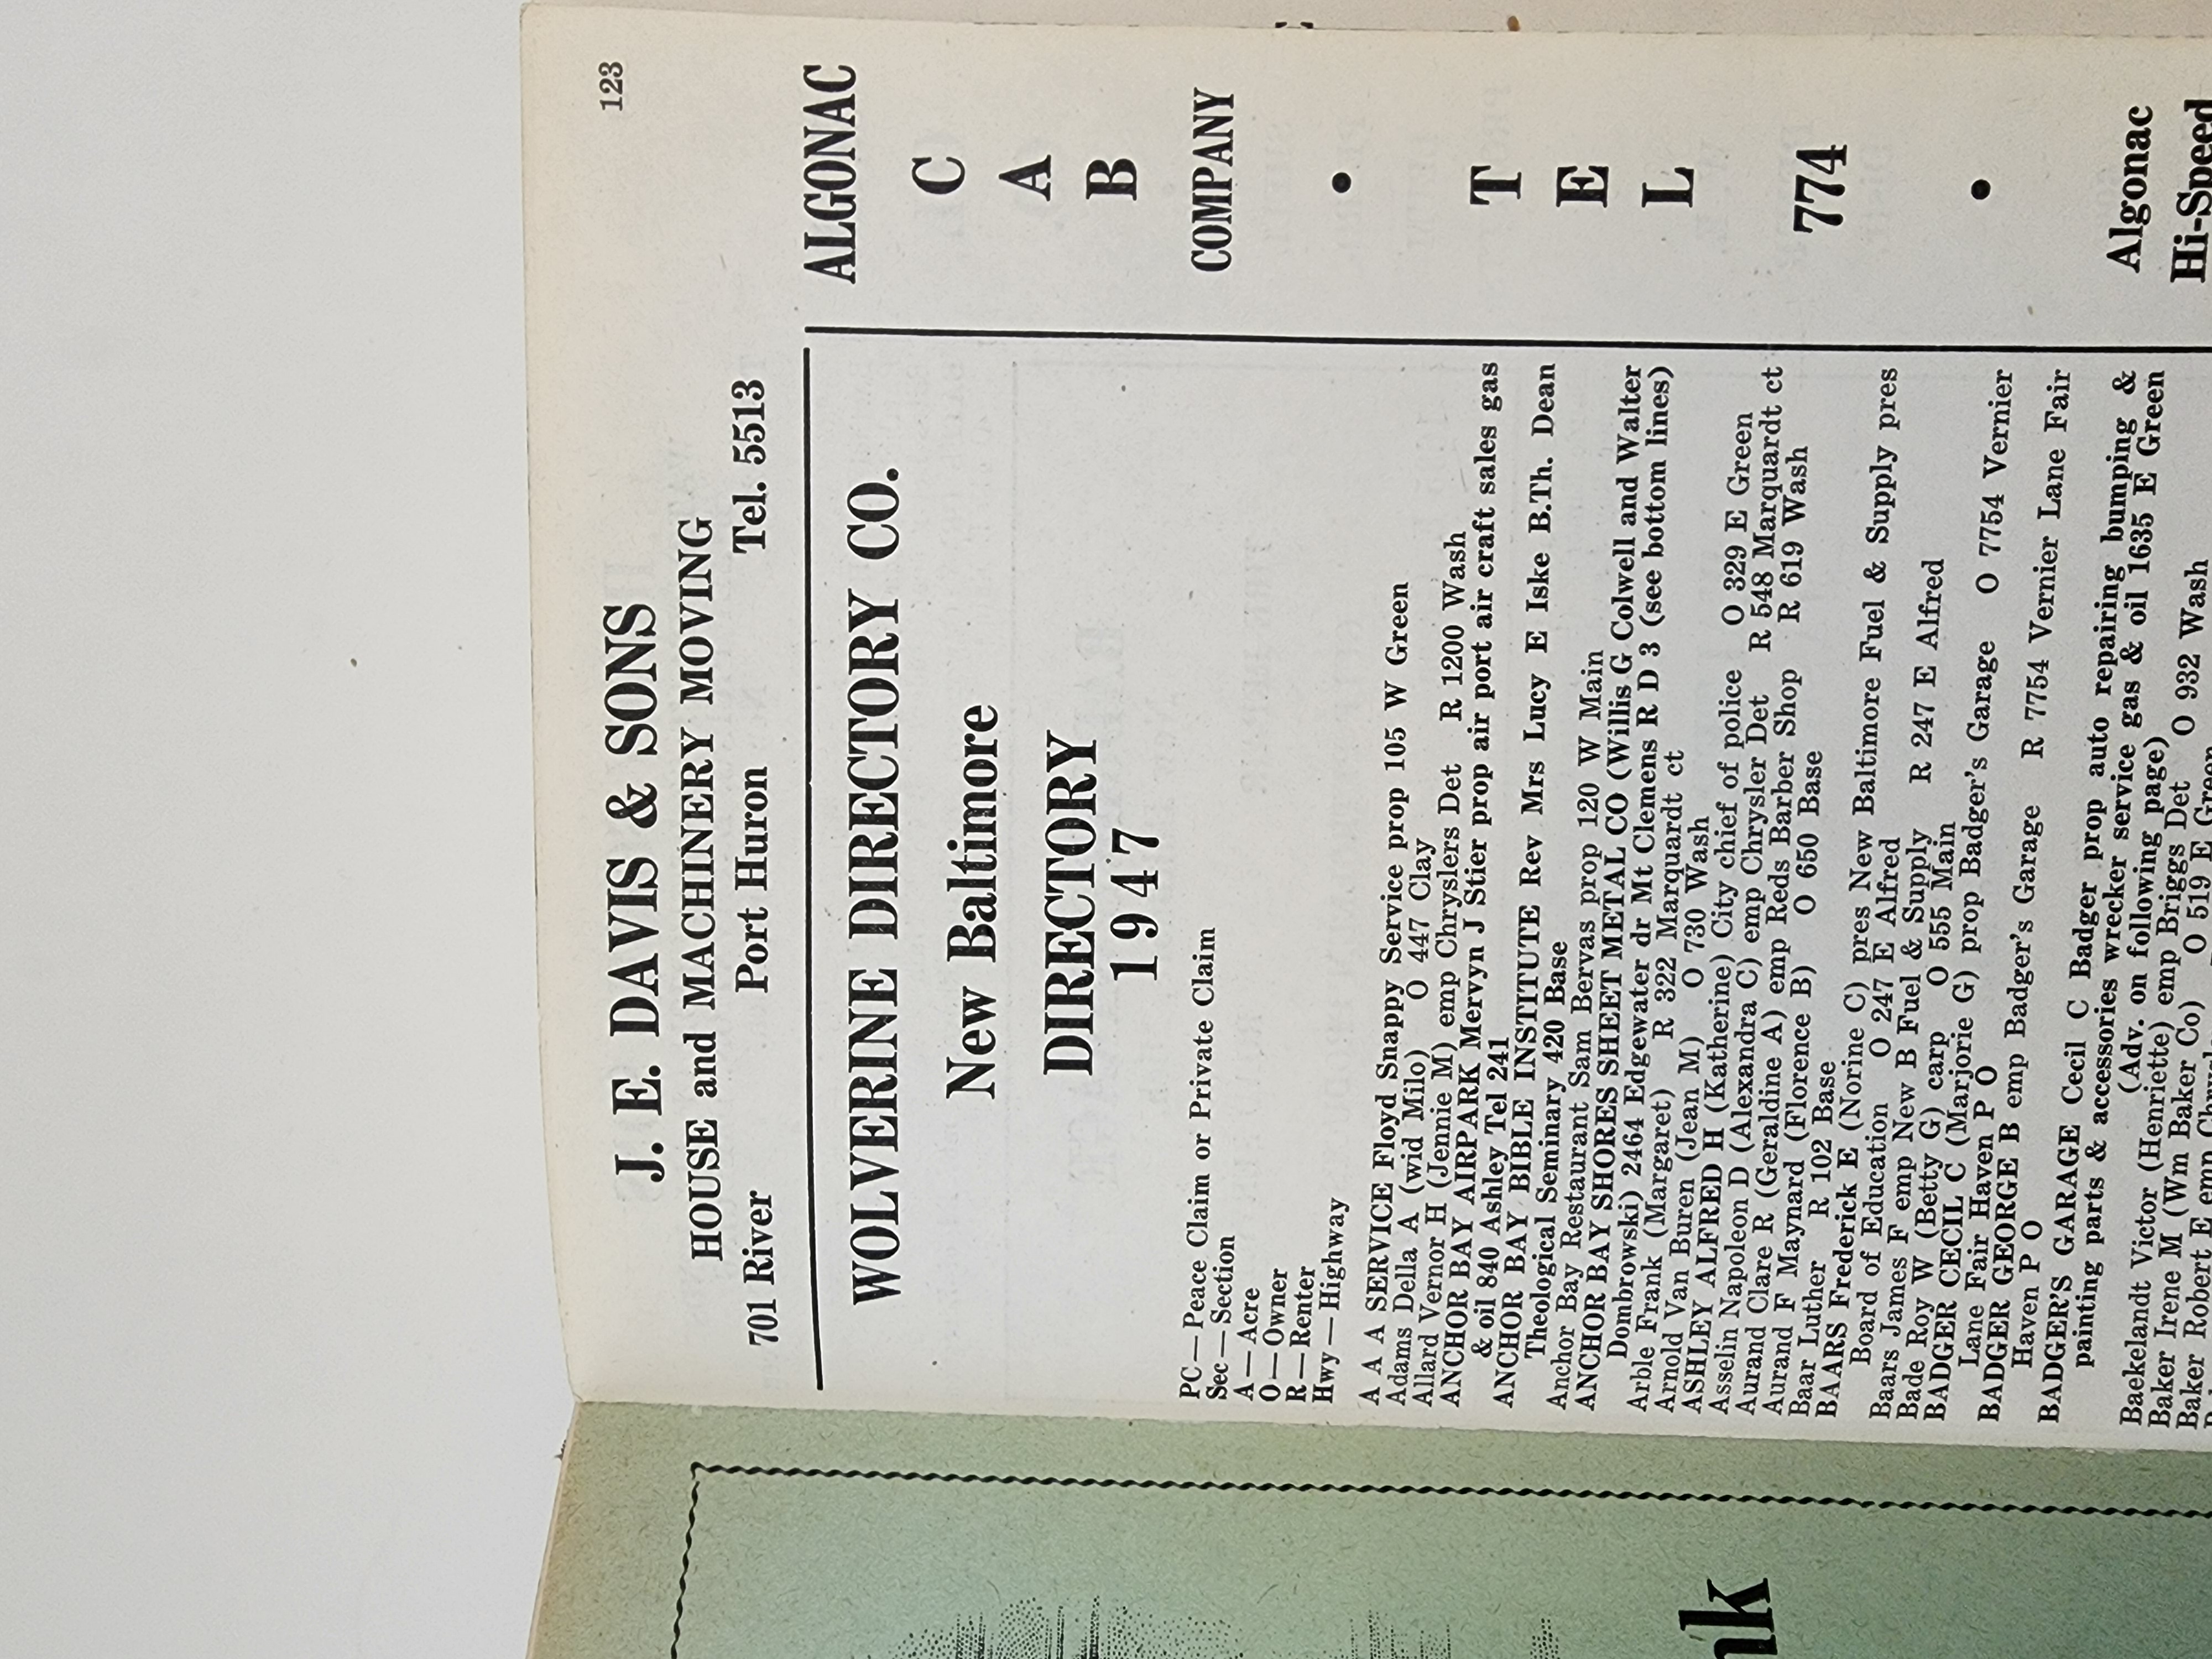 123
J. E. DAVIS & SONS
HOUSE and MACHINERY MOVING
701 River Port Huron Tel. 5513
WOLVERINE DIRECTORY CO.
New Baltimore
DIRECTORY
1947
PC — Peace Claim or Private Claim
Sec — Section
A — Acre
O — Owner
R — Renter
Hwy — Highway
A A A SERVICE Floyd Snappy Service prop 105 W Green
Adams Della A (wid Milo) O 447 Clay
Allard Vernor H (Jennie M) emp Chryslers Det R 1200 Wash
ANCHOR BAY AIRPARK Mervyn J Stier prop air port air craft sales gas
& oil 840 Ashley Tel 241
ANCHOR BAY BIBLE INSTITUTE Rev Mrs Lucy E Iske B.Th. Dean
Theological Seminary 420 Base
Anchor Bay Restaurant Sam Bervas prop 120 W Main
ANCHOR BAY SHORES SHEET METAL CO (Willis G Colwell and Walter
Dombrowski) 2464 Edgewater dr Mt Clemens R D 3 (see bottom lines)
Arble Frank (Margaret) R 322 Marquardt ct
Arnold Van Buren (Jean M) O 730 Wash
ASHLEY ALFRED H (Katherine) City chief of police O 329 E Green
Asselin Napoleon D (Alexandra C) emp Chrysler Det R 548 Marquardt ct
Aurand Clare R (Geraldine A) emp Reds Barber Shop R 619 Wash
Aurand F Maynard (Florence B) O 650 Base
Baar Luther R 102 Base
BAARS Frederick E (Norine C) pres New Baltimore Fuel & Supply pres
Board of Education O 247 E Alfred
Baars James F emp New B Fuel & Supply R 247 E Alfred
Bade Roy W (Betty G) carp O 555 Main
BADGER CECIL C (Marjorie G) prop Badger's Garage O 7754 Vernier
Lane Fair Haven P O
BADGER GEORGE B emp Badger's Garage R 7754 Vernier Lane Fair
Haven P O
BADGER'S GARAGE Cecil C Badger prop auto repairing bumping &
painting parts & accessories wrecker service gas & oil 1635 E Green
(Adv. on following page)
Baekelandt Victor (Henriette) emp Briggs Det O 932 Wash
Baker Irene M (Wm Baker Co) O 519 E Green
Baker Robert E emp
ALGONAC
C
A
B
COMPANY
•
T
E
L
774
•
Algonac
Hi-Speed
nk